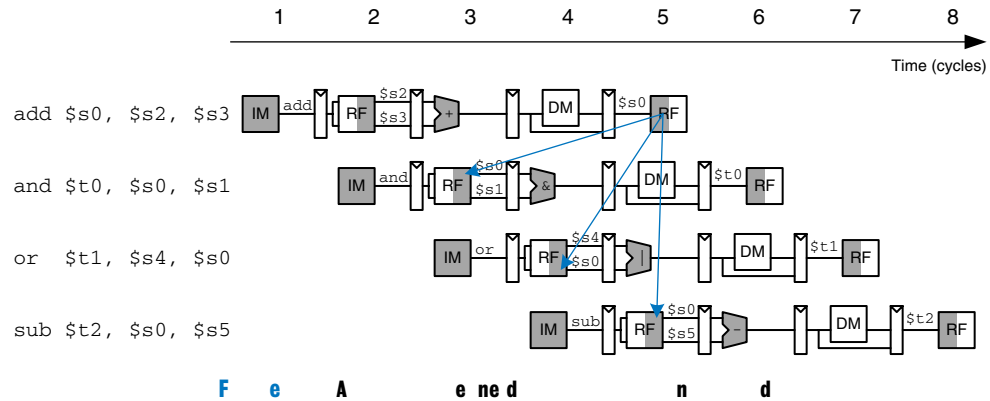 1 2 3 4 5 6 7 8
Time (cycles)
add $s0, $s2, $s3 IM add RF $s2 $s3 + DM $s0 RF
and $t0, $s0, $s1 IM and RF $s0 $s1 & DM $t0 RF
or $t1, $s4, $s0 IM or RF $s4 $s0 | DM $t1 RF
sub $t2, $s0, $s5 IM sub RF $s0 $s5 - DM $t2 RF
F e A e ne d n d